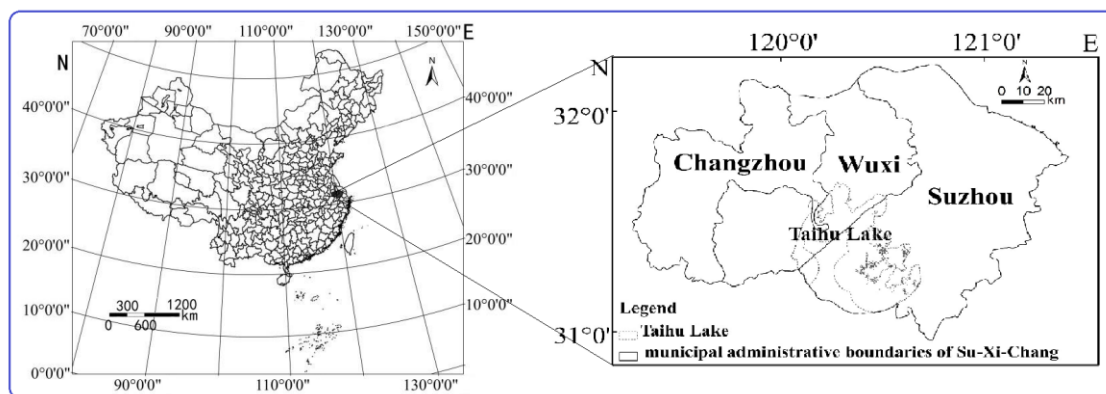 70°0'0" 90°0'0" 110°0'0" 130°0'0" 150°0'0"
E
N
40°0'0"
30°0'0"
20°0'0"
10°0'0"
0°0'0"
40°0'0"
30°0'0"
20°0'0"
10°0'0"
N
300 1200
km
0 600
90°0'0" 110°0'0" 130°0'0"
120°0' 121°0' E
N
32°0'
31°0'
N
0 10 20
km
Changzhou
Wuxi
Suzhou
Taihu Lake
Legend
Taihu Lake
municipal administrative boundaries of Su-Xi-Chang